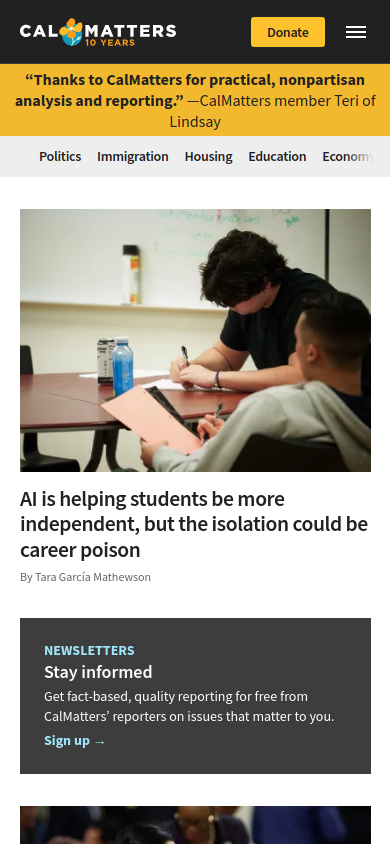 CALMATTERS
10 YEARS
Donate
“Thanks to CalMatters for practical, nonpartisan
analysis and reporting.” —CalMatters member Teri of
Lindsay
Politics Immigration Housing Education Economy
AI is helping students be more
independent, but the isolation could be
career poison
By Tara García Mathewson
NEWSLETTERS
Stay informed
Get fact-based, quality reporting for free from
CalMatters’ reporters on issues that matter to you.
Sign up →